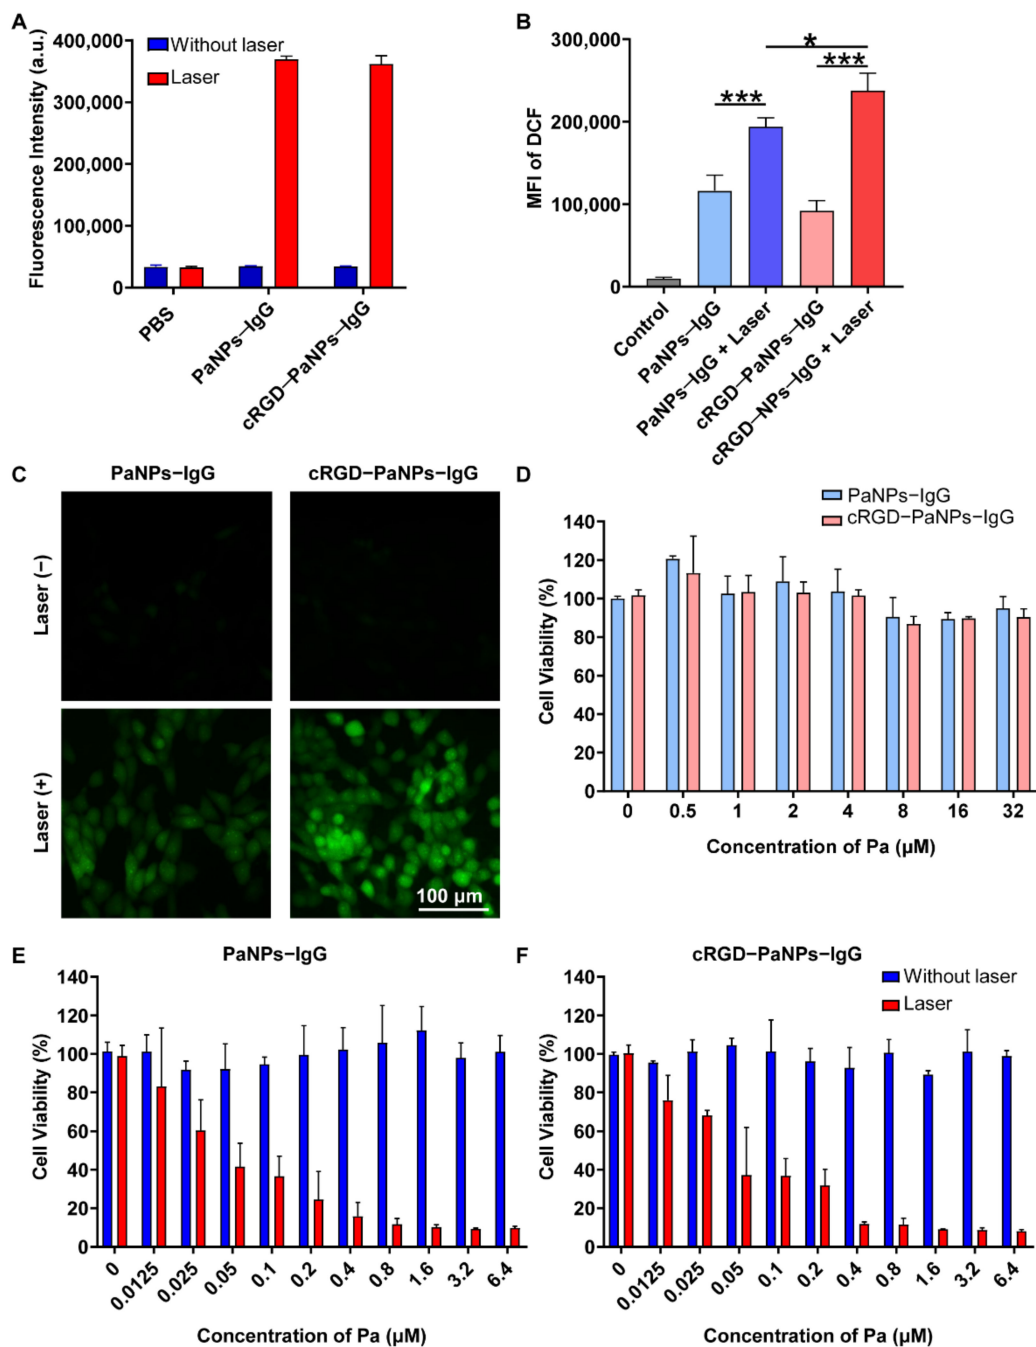 A
Fluorescence Intensity (a.u.)
400,000
300,000
200,000
100,000
0
Without laser
Laser
PBS
PaNPs–IgG
cRGD–PaNPs–IgG
B
MFI of DCF
300,000
200,000
100,000
0
*
***
***
Control
PaNPs–IgG
PaNPs–IgG + Laser
cRGD–PaNPs–IgG
cRGD–NPs–IgG + Laser
C
PaNPs–IgG
cRGD–PaNPs–IgG
Laser (–)
Laser (+)
100 µm
D
PaNPs–IgG
cRGD–PaNPs–IgG
Cell Viability (%)
140
120
100
80
60
40
20
0
0 0.5 1 2 4 8 16 32
Concentration of Pa (µM)
E
PaNPs–IgG
Cell Viability (%)
140
120
100
80
60
40
20
0
0 0.0125 0.025 0.05 0.1 0.2 0.4 0.8 1.6 3.2 6.4
Concentration of Pa (µM)
F
cRGD–PaNPs–IgG
Without laser
Laser
Cell Viability (%)
140
120
100
80
60
40
20
0
0 0.0125 0.025 0.05 0.1 0.2 0.4 0.8 1.6 3.2 6.4
Concentration of Pa (µM)